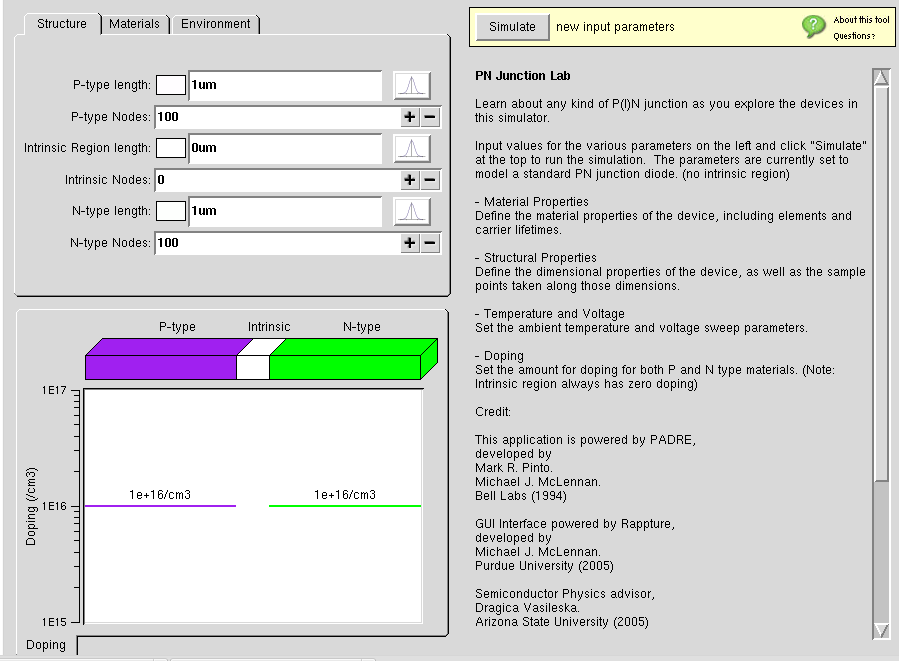 Structure
Materials
Environment
P-type length: 1um
P-type Nodes: 100 + −
Intrinsic Region length: 0um
Intrinsic Nodes: 0 + −
N-type length: 1um
N-type Nodes: 100 + −
P-type
Intrinsic
N-type
1E17
1E16
1E15
Doping (/cm3)
1e+16/cm3
1e+16/cm3
Doping
Simulate
new input parameters
?
About this tool
Questions?
PN Junction Lab
Learn about any kind of P(I)N junction as you explore the devices in
this simulator.
Input values for the various parameters on the left and click "Simulate"
at the top to run the simulation. The parameters are currently set to
model a standard PN junction diode. (no intrinsic region)
- Material Properties
Define the material properties of the device, including elements and
carrier lifetimes.
- Structural Properties
Define the dimensional properties of the device, as well as the sample
points taken along those dimensions.
- Temperature and Voltage
Set the ambient temperature and voltage sweep parameters.
- Doping
Set the amount for doping for both P and N type materials. (Note:
Intrinsic region always has zero doping)
Credit:
This application is powered by PADRE,
developed by
Mark R. Pinto.
Michael J. McLennan.
Bell Labs (1994)
GUI Interface powered by Rappture,
developed by
Michael J. McLennan.
Purdue University (2005)
Semiconductor Physics advisor,
Dragica Vasileska.
Arizona State University (2005)